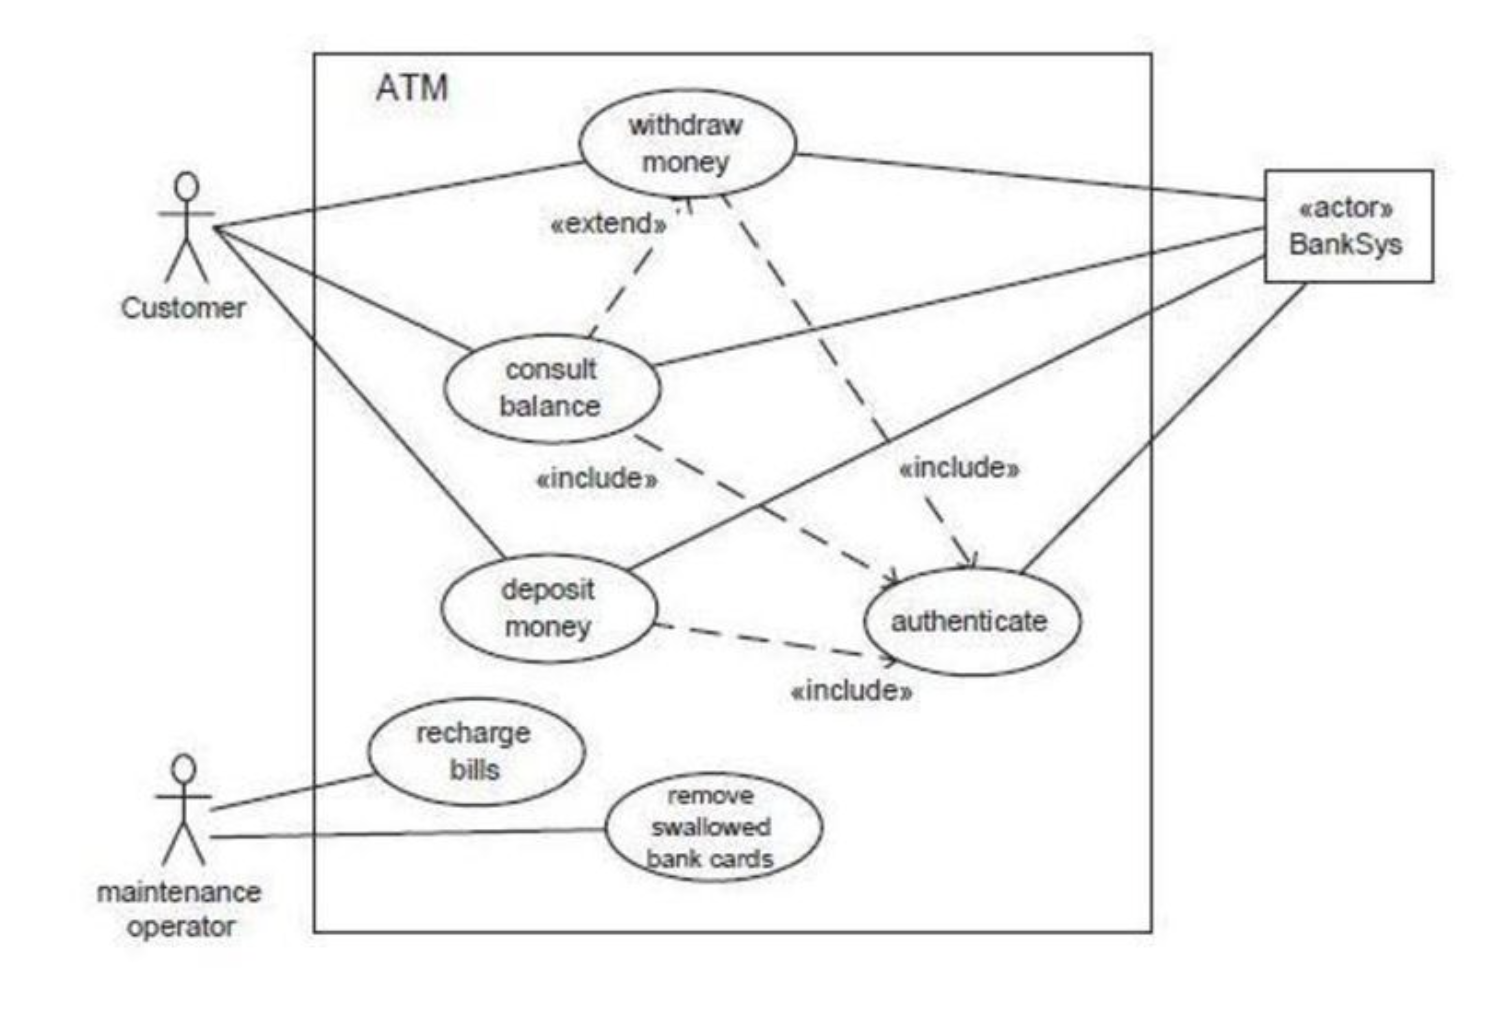 ATM
withdraw
money
«extend»
«actor»
BankSys
Customer
consult
balance
«include»
«include»
deposit
money
authenticate
«include»
recharge
bills
remove
swallowed
bank cards
maintenance
operator